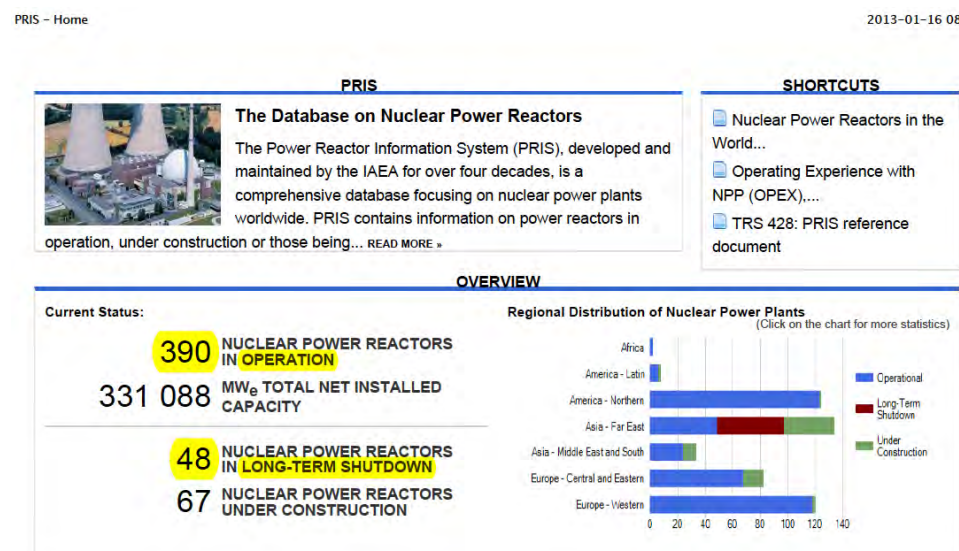 PRIS - Home
2013-01-16 08
PRIS
The Database on Nuclear Power Reactors
The Power Reactor Information System (PRIS), developed and
maintained by the IAEA for over four decades, is a
comprehensive database focusing on nuclear power plants
worldwide. PRIS contains information on power reactors in
operation, under construction or those being... READ MORE »
SHORTCUTS
Nuclear Power Reactors in the
World...
Operating Experience with
NPP (OPEX),...
TRS 428: PRIS reference
document
OVERVIEW
Current Status:
390 NUCLEAR POWER REACTORS
IN OPERATION
331 088 MWe TOTAL NET INSTALLED
CAPACITY
48 NUCLEAR POWER REACTORS
IN LONG-TERM SHUTDOWN
67 NUCLEAR POWER REACTORS
UNDER CONSTRUCTION
Regional Distribution of Nuclear Power Plants
(Click on the chart for more statistics)
Africa
America - Latin
America - Northern
Asia - Far East
Asia - Middle East and South
Europe - Central and Eastern
Europe - Western
0 20 40 60 80 100 120 140
Operational
Long-Term
Shutdown
Under
Construction